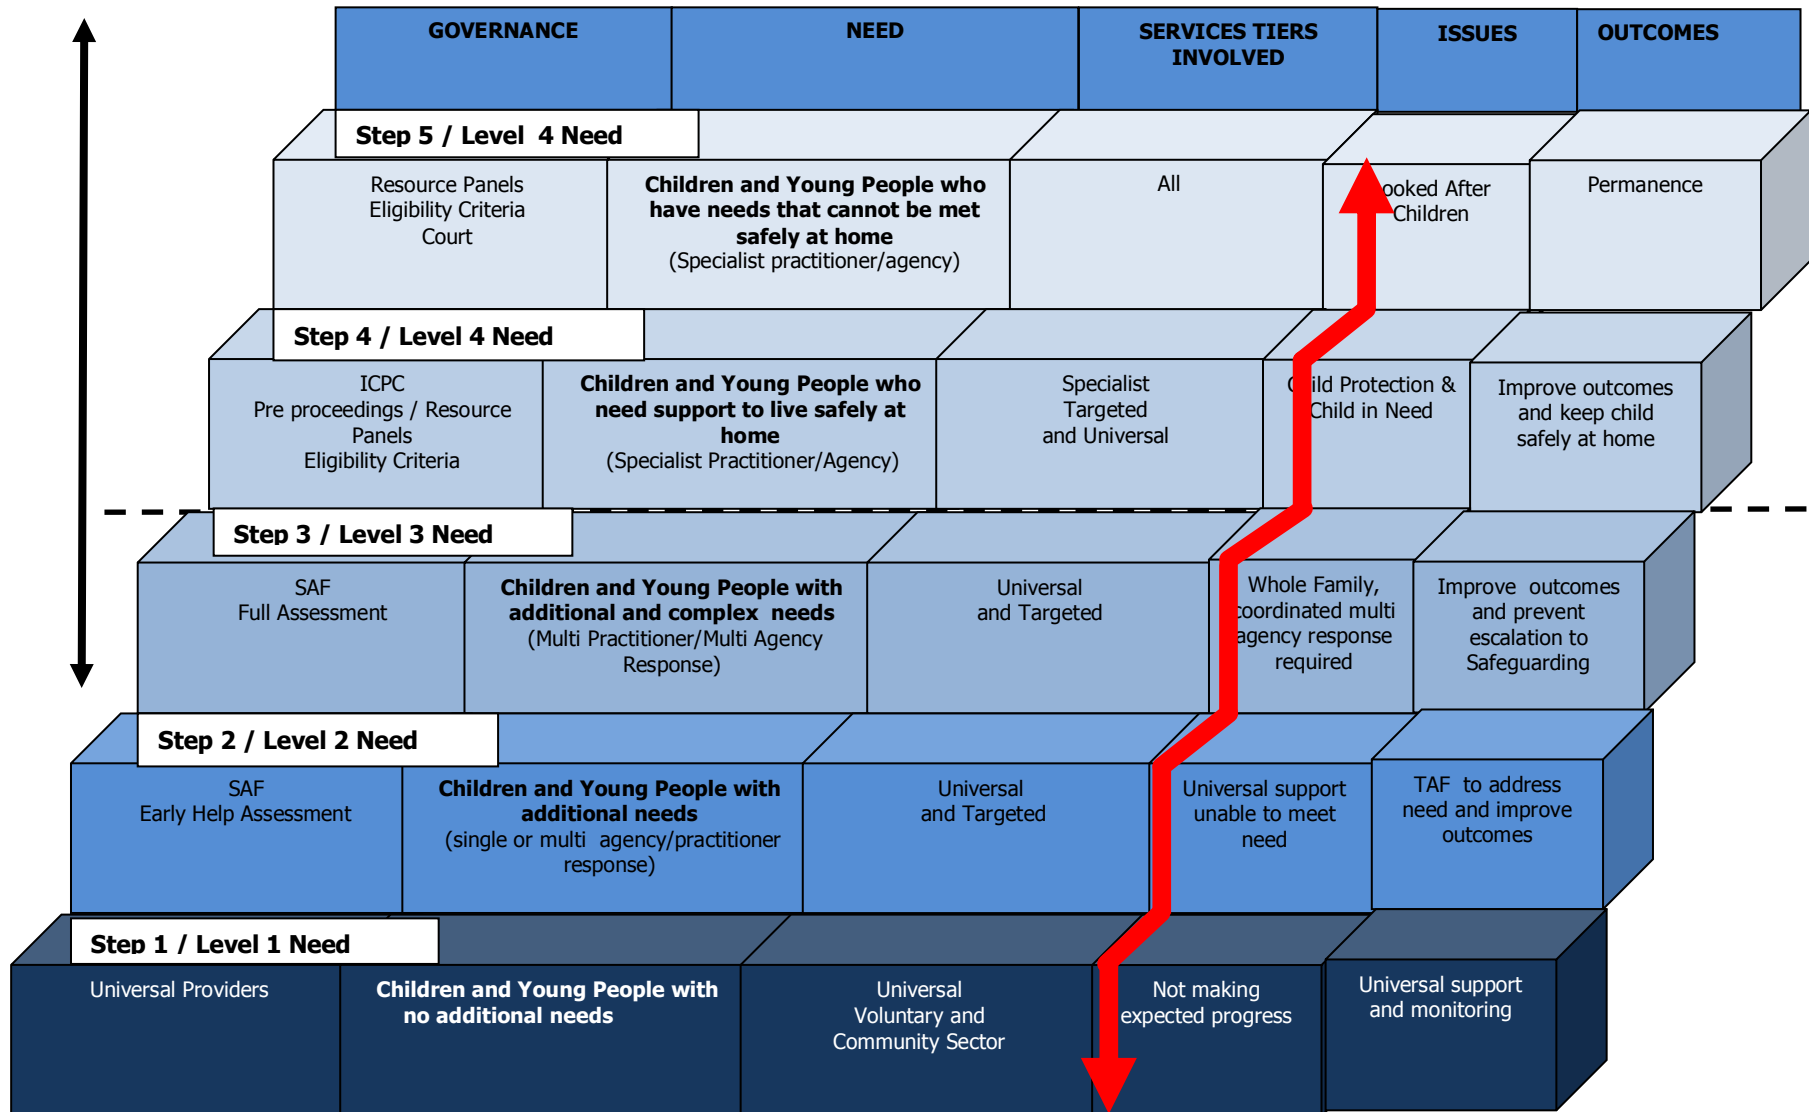 GOVERNANCE
NEED
SERVICES TIERS
INVOLVED
ISSUES
OUTCOMES
Step 5 / Level 4 Need
Resource Panels
Eligibility Criteria
Court
Children and Young People who
have needs that cannot be met
safely at home
(Specialist practitioner/agency)
All
ooked After
Children
Permanence
Step 4 / Level 4 Need
ICPC
Pre proceedings / Resource
Panels
Eligibility Criteria
Children and Young People who
need support to live safely at
home
(Specialist Practitioner/Agency)
Specialist
Targeted
and Universal
Child Protection &
Child in Need
Improve outcomes
and keep child
safely at home
Step 3 / Level 3 Need
SAF
Full Assessment
Children and Young People with
additional and complex needs
(Multi Practitioner/Multi Agency
Response)
Universal
and Targeted
Whole Family,
coordinated multi
agency response
required
Improve outcomes
and prevent
escalation to
Safeguarding
Step 2 / Level 2 Need
SAF
Early Help Assessment
Children and Young People with
additional needs
(single or multi agency/practitioner
response)
Universal
and Targeted
Universal support
unable to meet
need
TAF to address
need and improve
outcomes
Step 1 / Level 1 Need
Universal Providers
Children and Young People with
no additional needs
Universal
Voluntary and
Community Sector
Not making
expected progress
Universal support
and monitoring